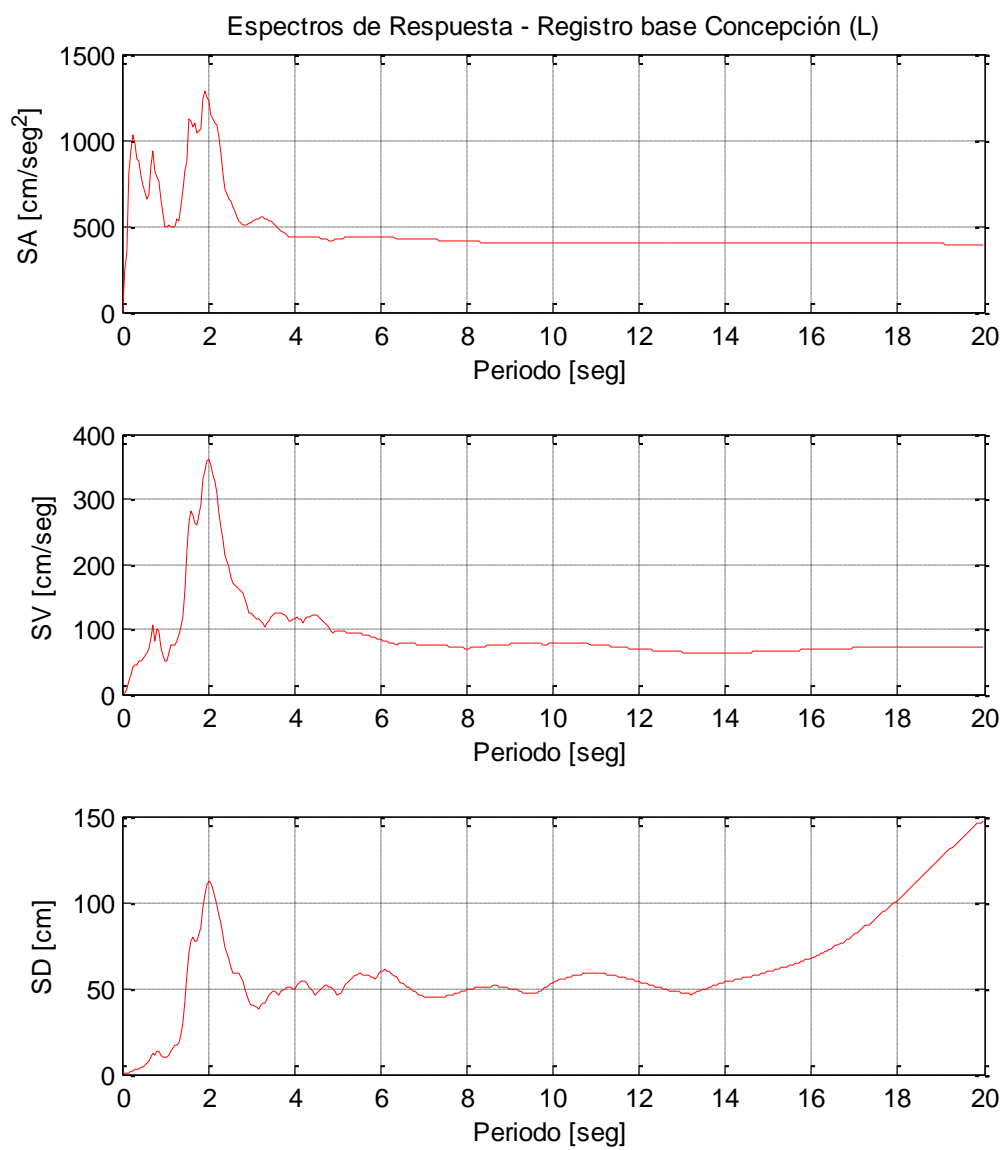 Espectros de Respuesta - Registro base Concepción (L)
1500
1000
500
0
SA [cm/seg2]
0 2 4 6 8 10 12 14 16 18 20
Periodo [seg]
400
300
200
100
0
SV [cm/seg]
0 2 4 6 8 10 12 14 16 18 20
Periodo [seg]
150
100
50
0
SD [cm]
0 2 4 6 8 10 12 14 16 18 20
Periodo [seg]